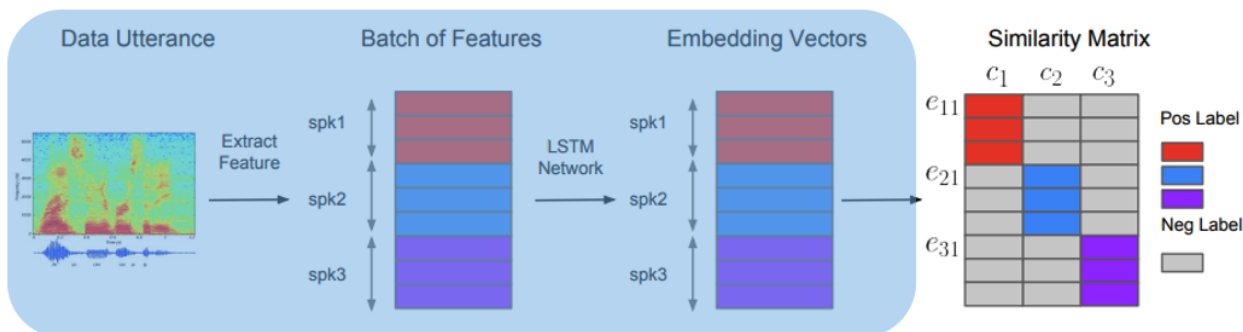 Data Utterance
Batch of Features
Embedding Vectors
Similarity Matrix
c1 c2 c3
e11
e21
e31
spk1
spk2
spk3
Extract
Feature
LSTM
Network
spk1
spk2
spk3
Pos Label
Neg Label